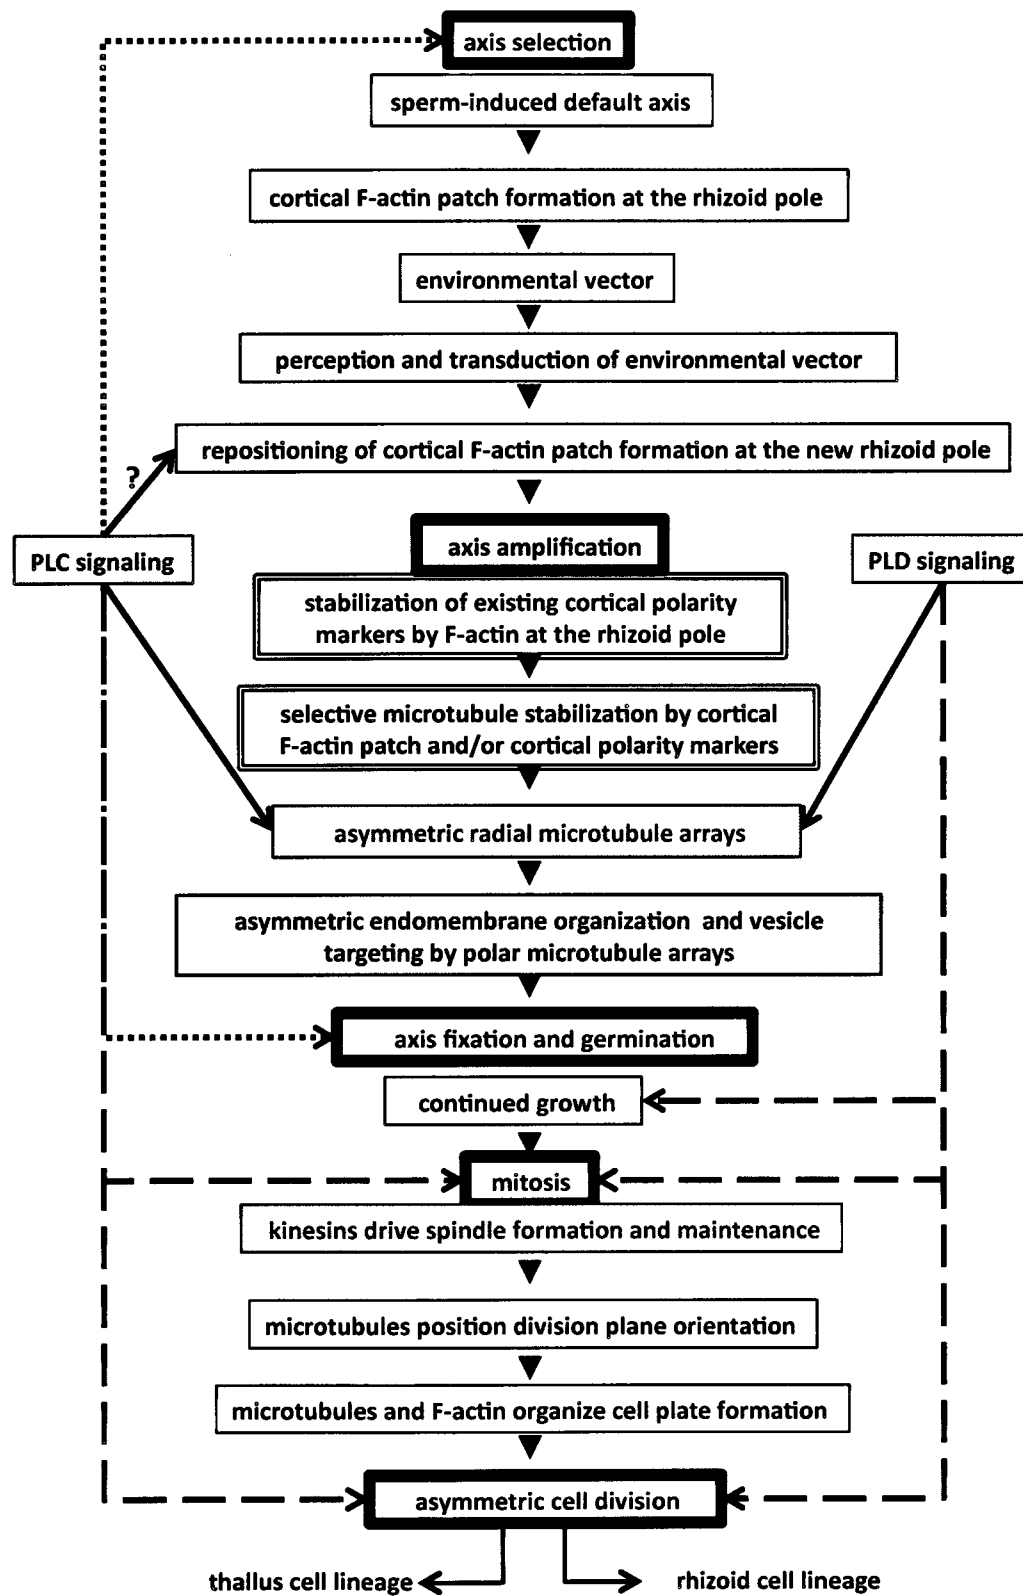 axis selection
sperm-induced default axis
cortical F-actin patch formation at the rhizoid pole
environmental vector
perception and transduction of environmental vector
repositioning of cortical F-actin patch formation at the new rhizoid pole
?
PLC signaling
axis amplification
PLD signaling
stabilization of existing cortical polarity
markers by F-actin at the rhizoid pole
selective microtubule stabilization by cortical
F-actin patch and/or cortical polarity markers
asymmetric radial microtubule arrays
asymmetric endomembrane organization and vesicle
targeting by polar microtubule arrays
axis fixation and germination
continued growth
mitosis
kinesins drive spindle formation and maintenance
microtubules position division plane orientation
microtubules and F-actin organize cell plate formation
asymmetric cell division
thallus cell lineage
rhizoid cell lineage